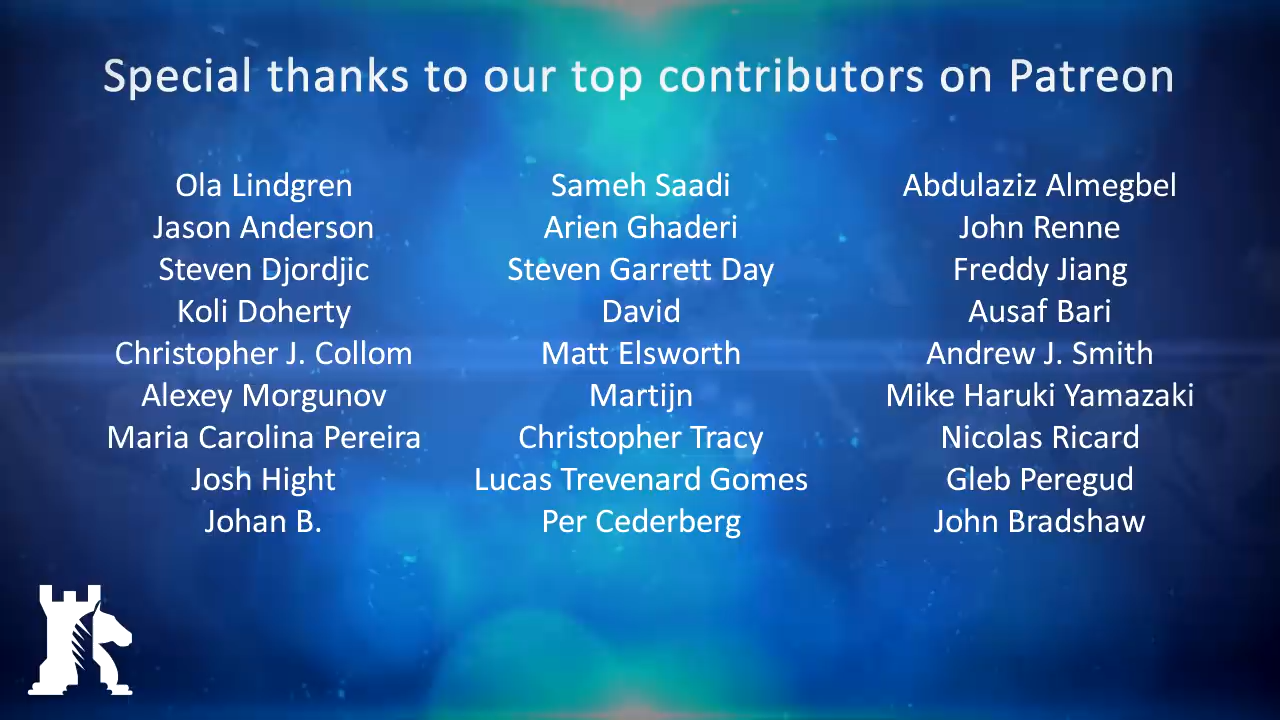 Special thanks to our top contributors on Patreon
Ola Lindgren
Jason Anderson
Steven Djordjic
Koli Doherty
Christopher J. Collom
Alexey Morgunov
Maria Carolina Pereira
Josh Hight
Johan B.
Sameh Saadi
Arien Ghaderi
Steven Garrett Day
David
Matt Elsworth
Martijn
Christopher Tracy
Lucas Trevenard Gomes
Per Cederberg
Abdulaziz Almegbel
John Renne
Freddy Jiang
Ausaf Bari
Andrew J. Smith
Mike Haruki Yamazaki
Nicolas Ricard
Gleb Peregud
John Bradshaw